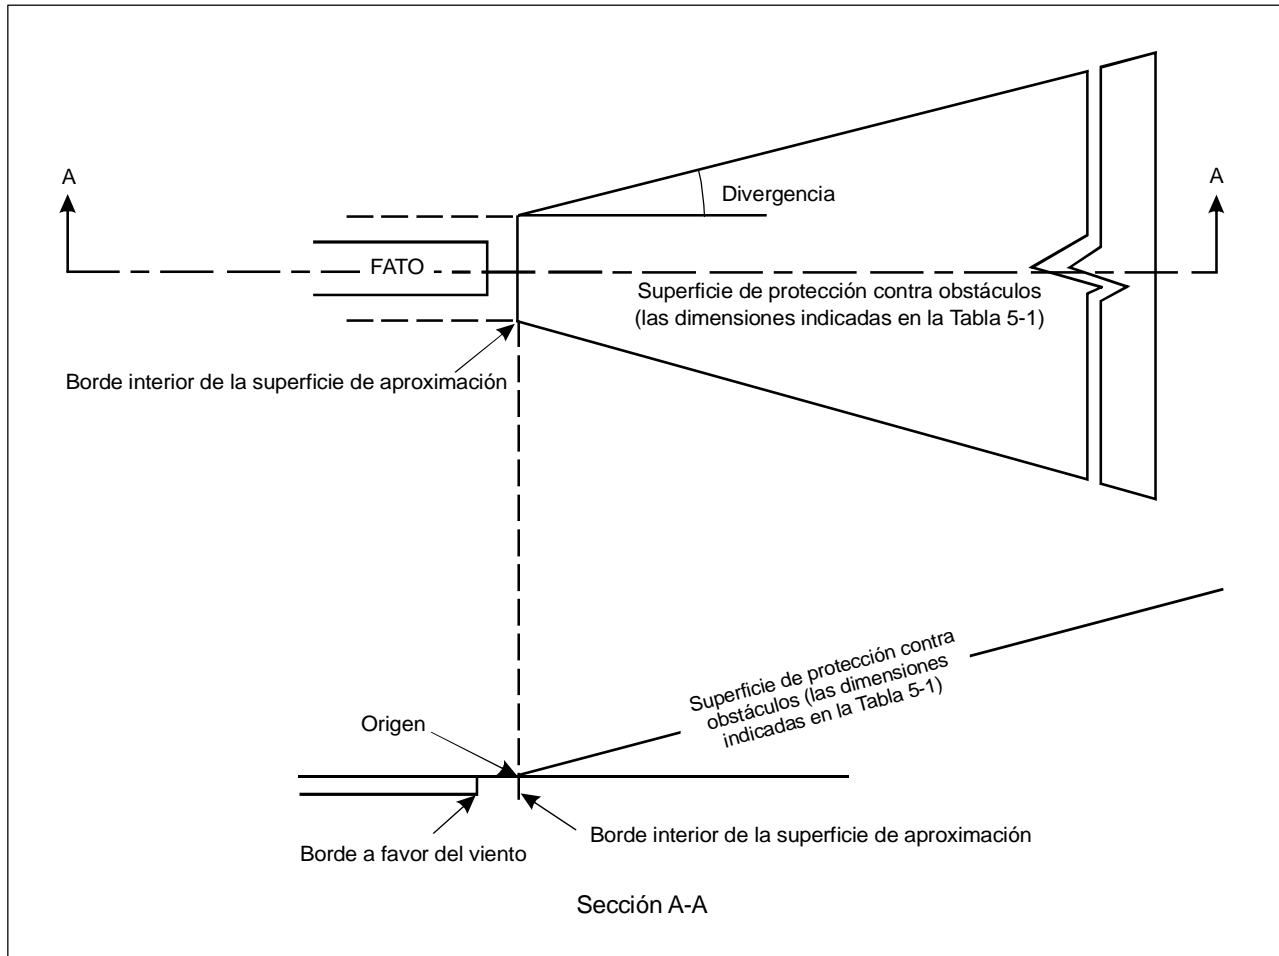 A
A
Divergencia
FATO
Superficie de protección contra obstáculos
(las dimensiones indicadas en la Tabla 5-1)
Borde interior de la superficie de aproximación
Superficie de protección contra
obstáculos (las dimensiones
indicadas en la Tabla 5-1)
Origen
Borde interior de la superficie de aproximación
Borde a favor del viento
Sección A-A